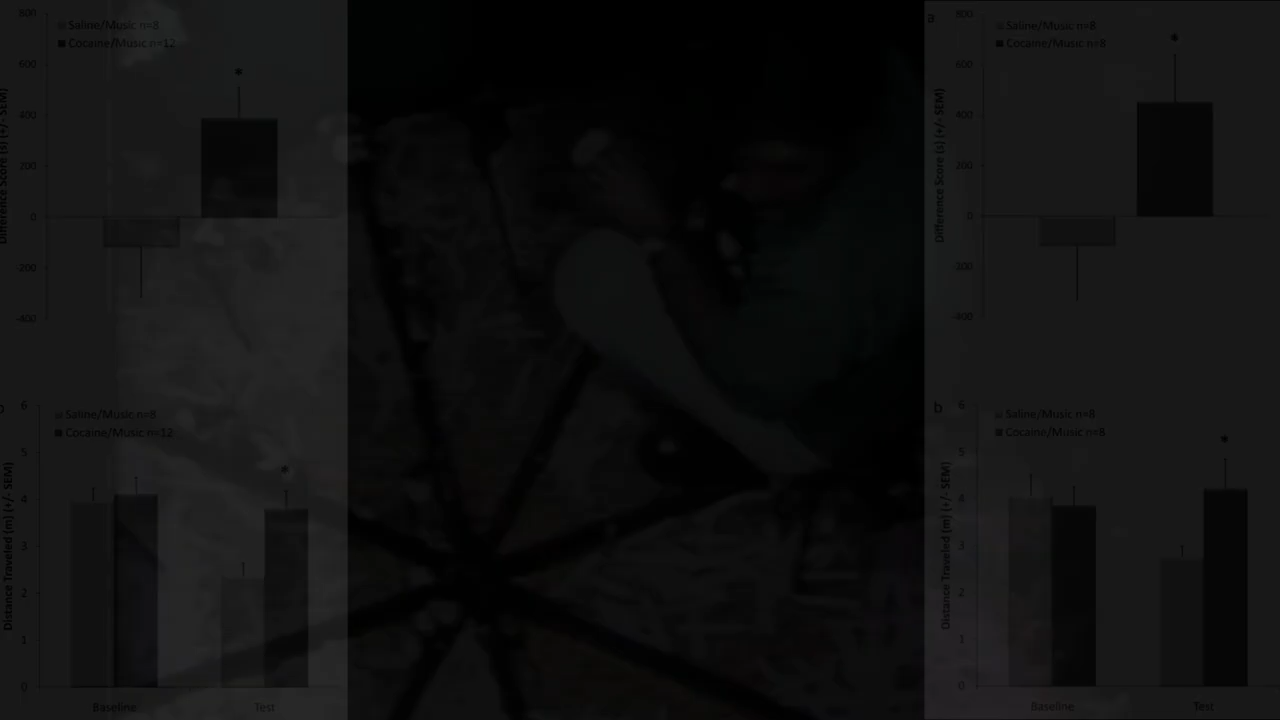 800
Saline/Music n=8
Cocaine/Music n=12
*
600
400
200
0
-200
-400
Difference Score (s) (+/- SEM)
6
Saline/Music n=8
Cocaine/Music n=12
5
*
4
3
2
1
0
Distance Traveled (m) (+/- SEM)
Baseline Test
a
800
Saline/Music n=8
Cocaine/Music n=8
*
600
400
200
0
-200
-400
Difference Score (s) (+/- SEM)
b
6
Saline/Music n=8
Cocaine/Music n=8
*
5
4
3
2
1
0
Distance Traveled (m) (+/- SEM)
Baseline Test